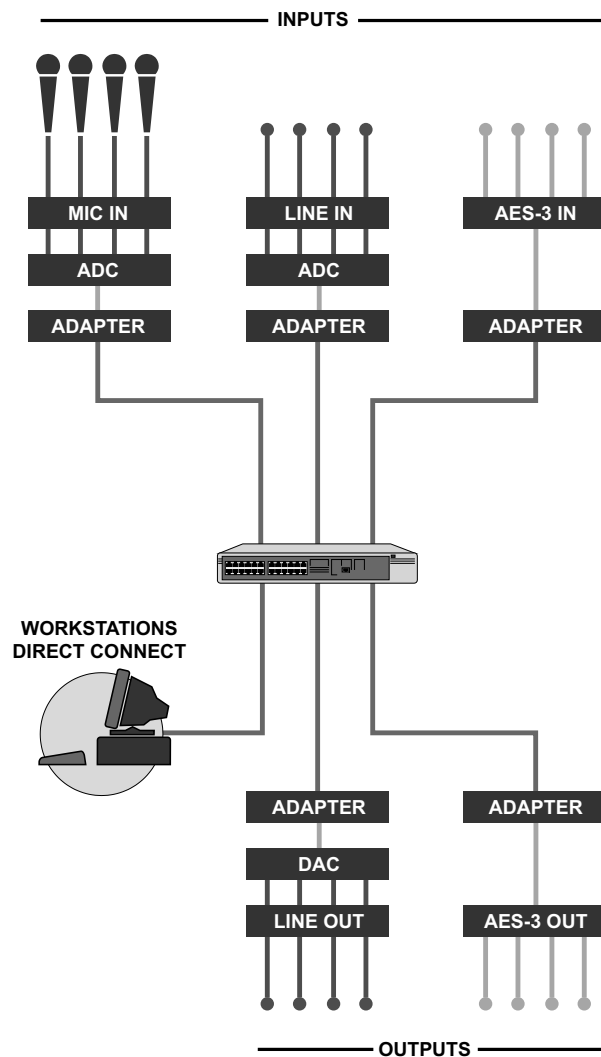 INPUTS
MIC IN
LINE IN
AES-3 IN
ADC
ADC
ADAPTER
ADAPTER
ADAPTER
WORKSTATIONS
DIRECT CONNECT
ADAPTER
ADAPTER
DAC
LINE OUT
AES-3 OUT
OUTPUTS